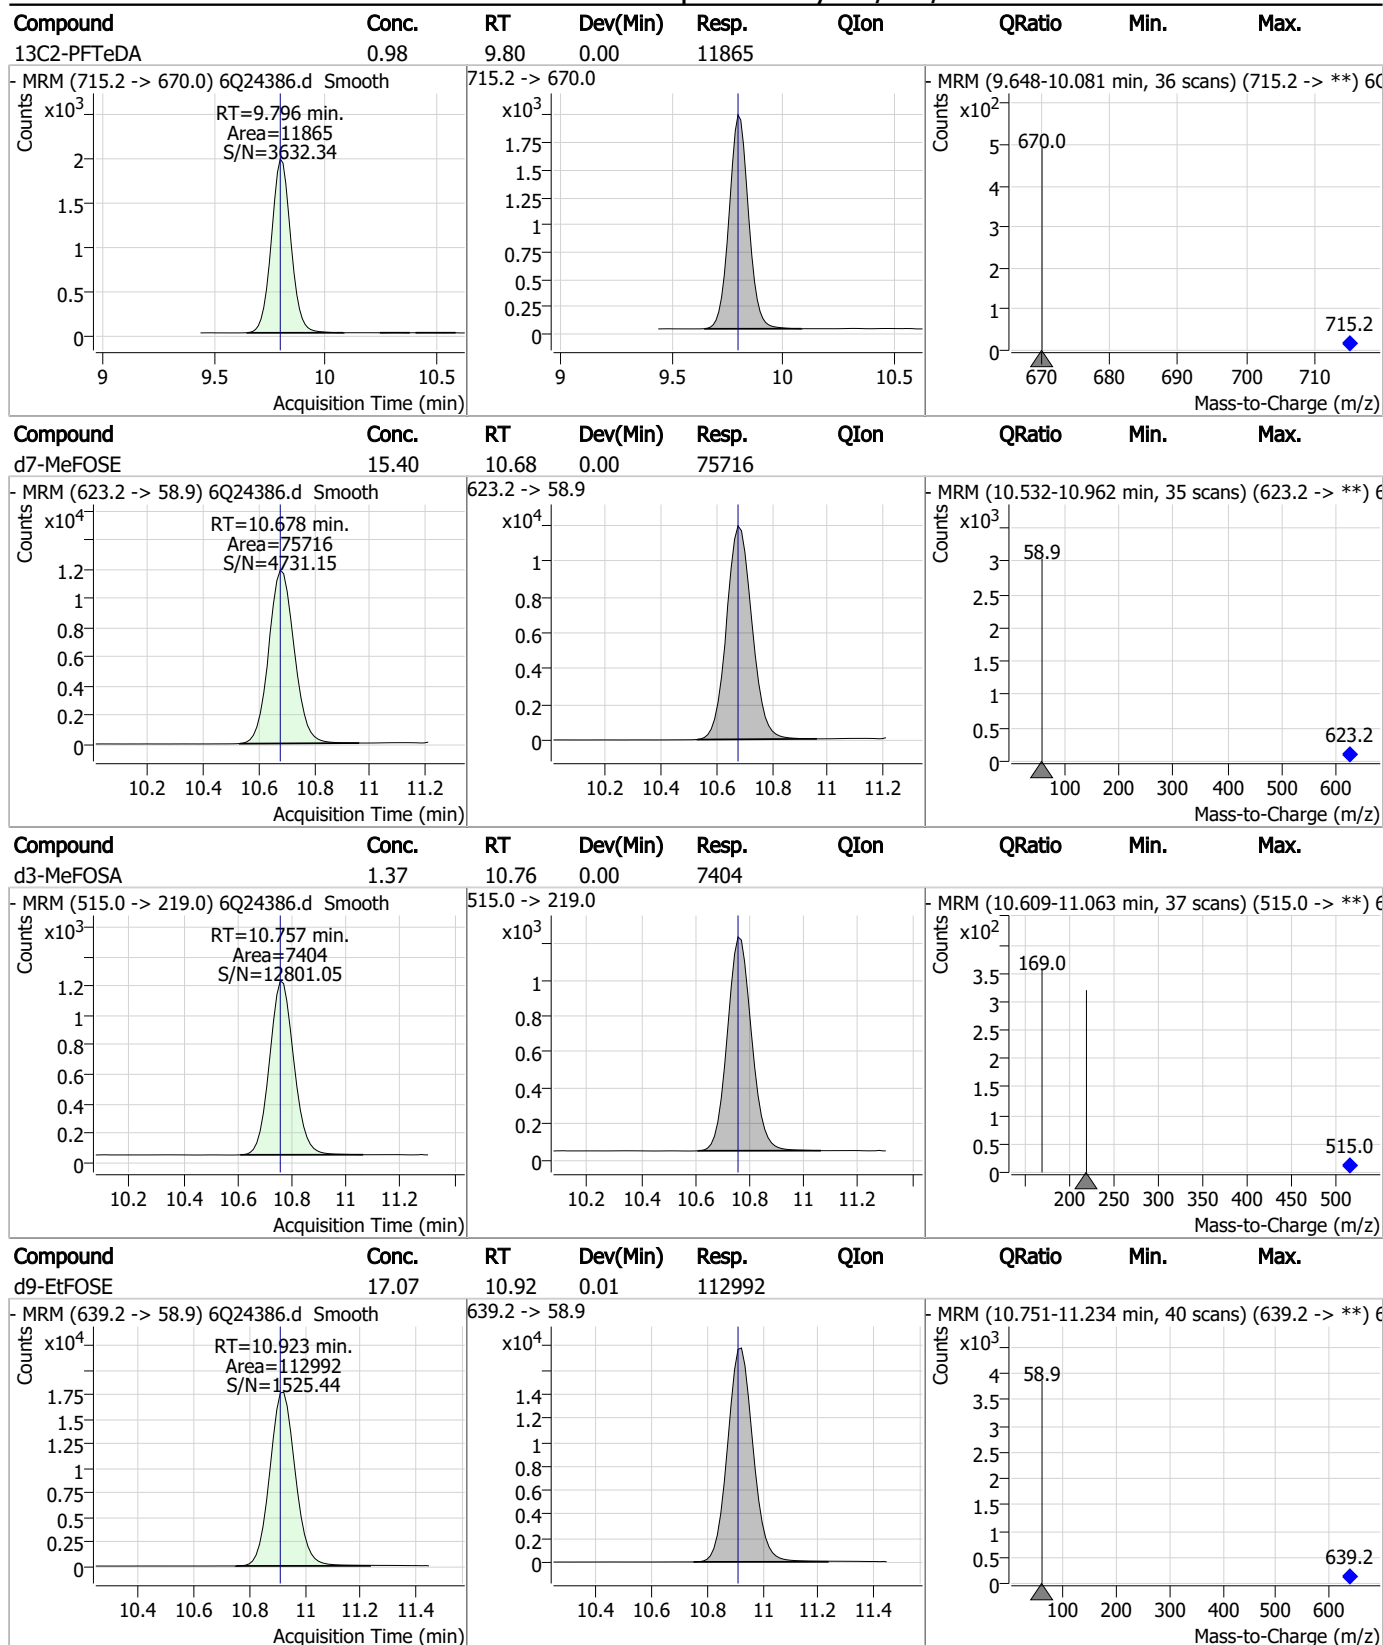 Compound Conc. RT Dev(Min) Resp. QIon QRatio Min. Max.
13C2-PFTeDA 0.98 9.80 0.00 11865
- MRM (715.2 -> 670.0) 6Q24386.d Smooth
Counts
x10³
RT=9.796 min.
Area=11865
S/N=3632.34
2
1.5
1
0.5
0
9 9.5 10 10.5
Acquisition Time (min)
715.2 -> 670.0
x10³
1.75
1.5
1.25
1
0.75
0.5
0.25
0
9 9.5 10 10.5
- MRM (9.648-10.081 min, 36 scans) (715.2 -> **)
Counts
x10²
5
4
3
2
1
0
670.0
715.2
670 680 690 700 710
Mass-to-Charge (m/z)
Compound Conc. RT Dev(Min) Resp. QIon QRatio Min. Max.
d7-MeFOSE 15.40 10.68 0.00 75716
- MRM (623.2 -> 58.9) 6Q24386.d Smooth
Counts
x10⁴
RT=10.678 min.
Area=75716
S/N=4731.15
1.2
1
0.8
0.6
0.4
0.2
0
10.2 10.4 10.6 10.8 11 11.2
Acquisition Time (min)
623.2 -> 58.9
x10⁴
1
0.8
0.6
0.4
0.2
0
10.2 10.4 10.6 10.8 11 11.2
- MRM (10.532-10.962 min, 35 scans) (623.2 -> **)
Counts
x10³
3
2.5
2
1.5
1
0.5
0
58.9
623.2
100 200 300 400 500 600
Mass-to-Charge (m/z)
Compound Conc. RT Dev(Min) Resp. QIon QRatio Min. Max.
d3-MeFOSA 1.37 10.76 0.00 7404
- MRM (515.0 -> 219.0) 6Q24386.d Smooth
Counts
x10³
RT=10.757 min.
Area=7404
S/N=12801.05
1.2
1
0.8
0.6
0.4
0.2
0
10.2 10.4 10.6 10.8 11 11.2
Acquisition Time (min)
515.0 -> 219.0
x10³
1
0.8
0.6
0.4
0.2
0
10.2 10.4 10.6 10.8 11 11.2
- MRM (10.609-11.063 min, 37 scans) (515.0 -> **)
Counts
x10²
3.5
3
2.5
2
1.5
1
0.5
0
169.0
515.0
200 250 300 350 400 450 500
Mass-to-Charge (m/z)
Compound Conc. RT Dev(Min) Resp. QIon QRatio Min. Max.
d9-EtFOSE 17.07 10.92 0.01 112992
- MRM (639.2 -> 58.9) 6Q24386.d Smooth
Counts
x10⁴
RT=10.923 min.
Area=112992
S/N=1525.44
1.75
1.5
1.25
1
0.75
0.5
0.25
0
10.4 10.6 10.8 11 11.2 11.4
Acquisition Time (min)
639.2 -> 58.9
x10⁴
1.4
1.2
1
0.8
0.6
0.4
0.2
0
10.4 10.6 10.8 11 11.2 11.4
- MRM (10.751-11.234 min, 40 scans) (639.2 -> **)
Counts
x10³
4
3.5
3
2.5
2
1.5
1
0.5
0
58.9
639.2
100 200 300 400 500 600
Mass-to-Charge (m/z)